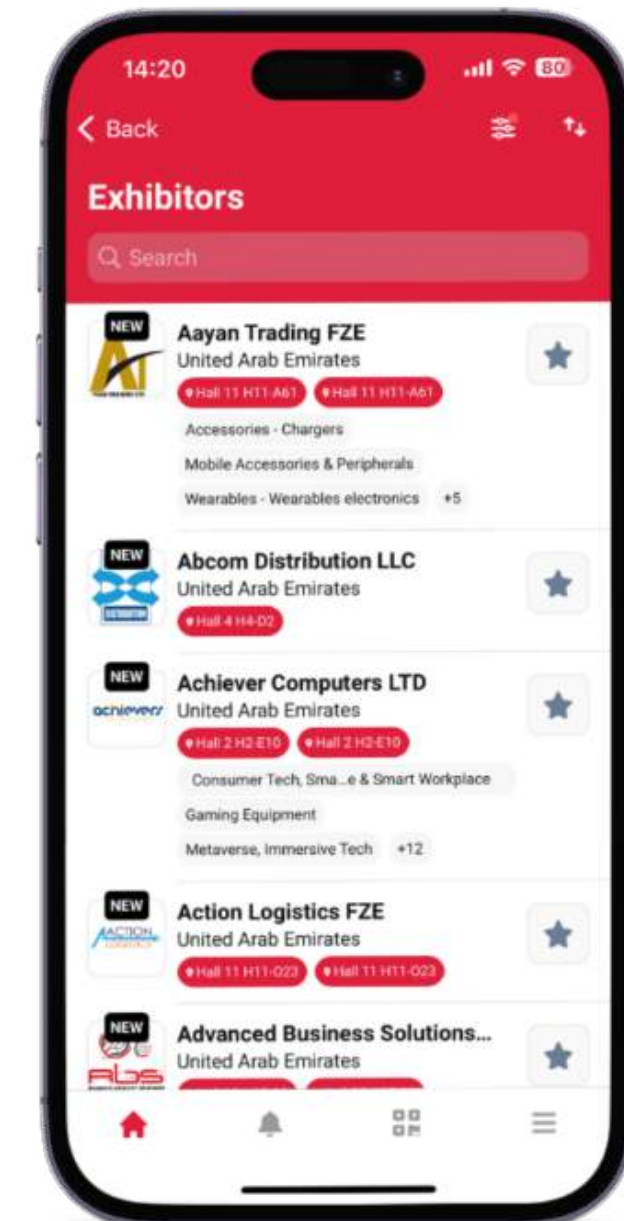 14:20
80
Back
Exhibitors
Search
NEW
Aayan Trading FZE
United Arab Emirates
Hall 11 H11-A61 Hall 11 H11-A61
Accessories - Chargers
Mobile Accessories & Peripherals
Wearables - Wearables electronics +5
NEW
Abcom Distribution LLC
United Arab Emirates
DISTRIBUTION
Hall 4 H4-D2
NEW
Achiever Computers LTD
achievers United Arab Emirates
Hall 2 H2-E10 Hall 2 H2-E10
Consumer Tech, Sma...e & Smart Workplace
Gaming Equipment
Metaverse, Immersive Tech +12
NEW
Action Logistics FZE
ACTION
LOGISTICS
United Arab Emirates
Hall 11 H11-O23 Hall 11 H11-O23
NEW
Advanced Business Solutions...
United Arab Emirates